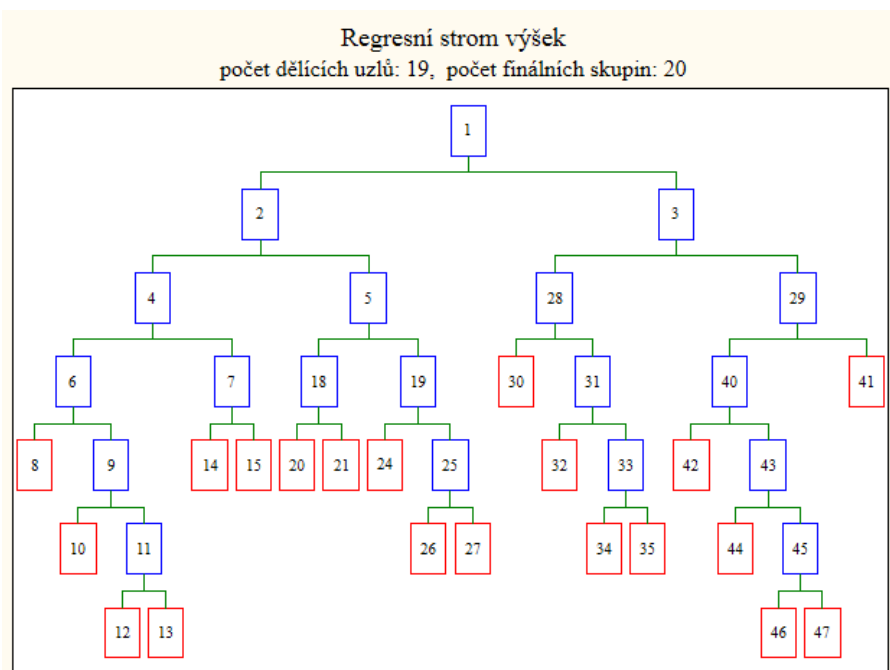 Regresní strom výšek
počet dělících uzlů: 19, počet finálních skupin: 20
1
2 3
4 5 28 29
6 7 18 19 30 31 40 41
8 9 14 15 20 21 24 25 32 33 42 43
10 11 26 27 34 35 44 45
12 13 46 47